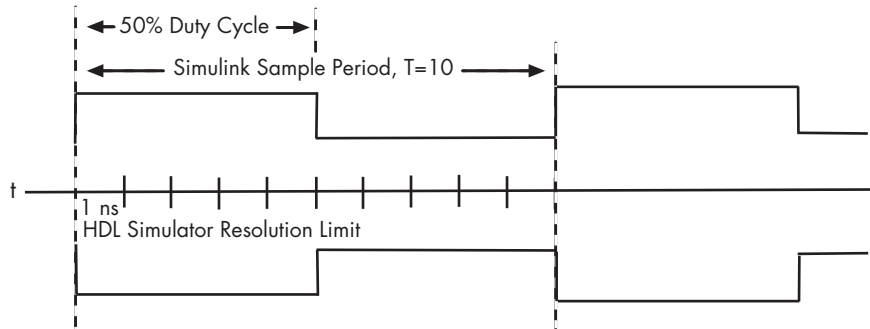 50% Duty Cycle
Simulink Sample Period, T=10
t
1 ns
HDL Simulator Resolution Limit